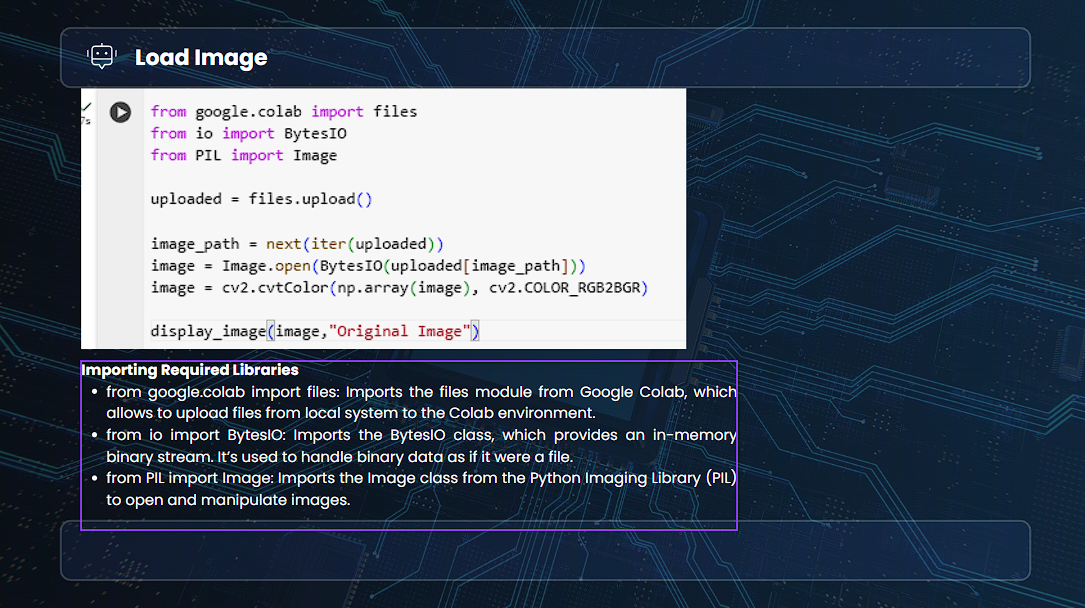 Load Image
from google.colab import files
from io import BytesIO
from PIL import Image
uploaded = files.upload()
image_path = next(iter(uploaded))
image = Image.open(BytesIO(uploaded[image_path]))
image = cv2.cvtColor(np.array(image), cv2.COLOR_RGB2BGR)
display_image(image,"Original Image")
Importing Required Libraries
• from google.colab import files: Imports the files module from Google Colab, which
allows to upload files from local system to the Colab environment.
• from io import BytesIO: Imports the BytesIO class, which provides an in-memory
binary stream. It’s used to handle binary data as if it were a file.
• from PIL import Image: Imports the Image class from the Python Imaging Library (PIL)
to open and manipulate images.